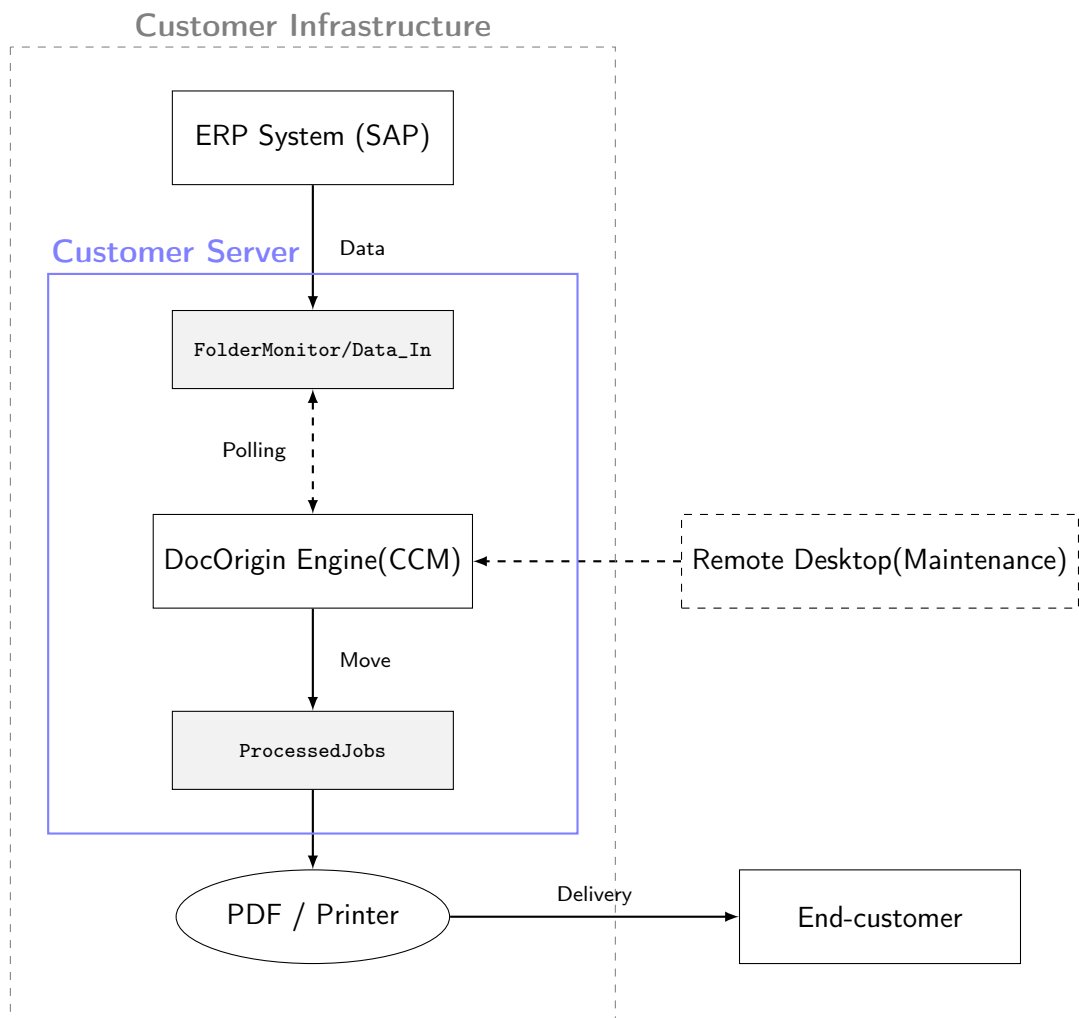 Customer Infrastructure
ERP System (SAP)
Data
Customer Server
FolderMonitor/Data_In
Polling
DocOrigin Engine(CCM)
Remote Desktop(Maintenance)
Move
ProcessedJobs
PDF / Printer
Delivery
End-customer